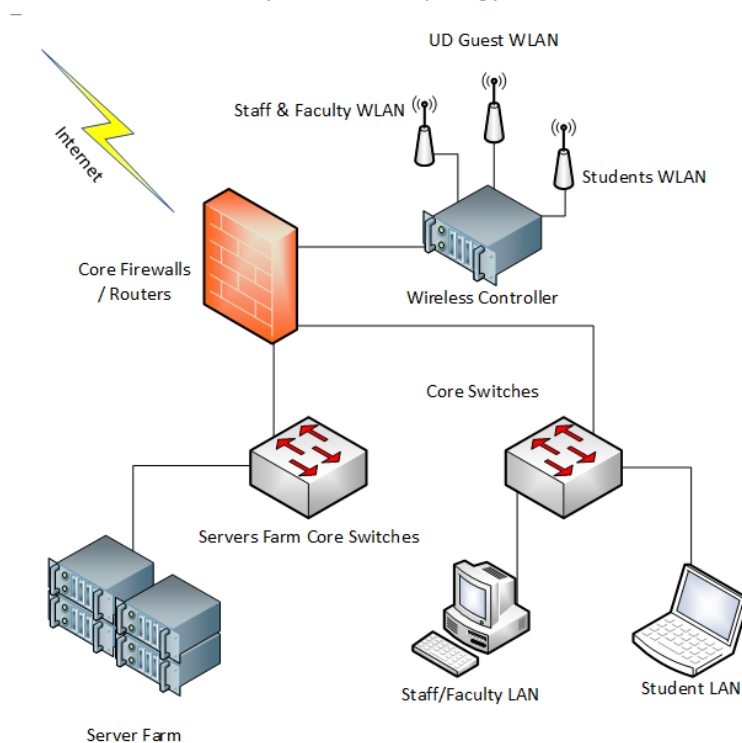 UD Guest WLAN
Staff & Faculty WLAN
Internet
Students WLAN
Core Firewalls
/ Routers
Wireless Controller
Core Switches
Servers Farm Core Switches
Staff/Faculty LAN
Student LAN
Server Farm